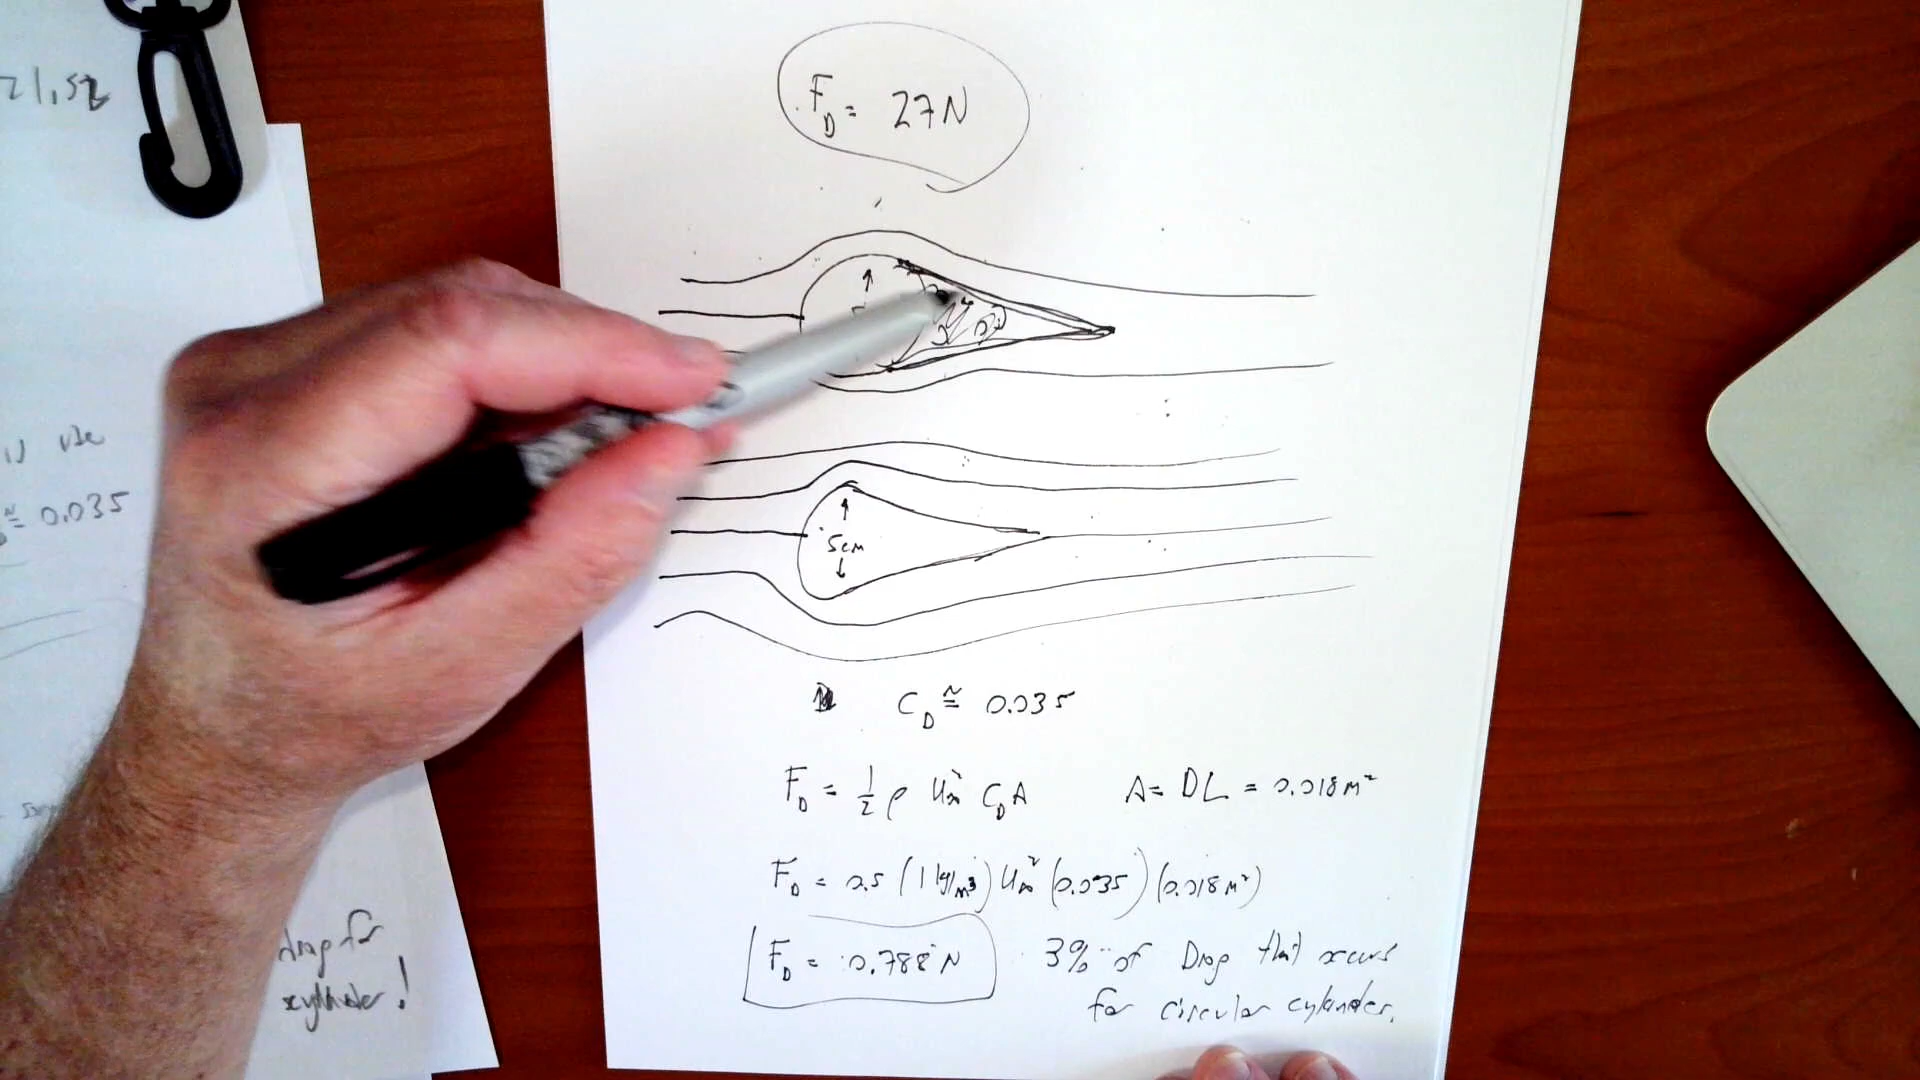 21.52
F_D = 27N
≅ 0.035
5cm
C_D ≅ 0.035
F_D = 1/2 ρ U∞² C_D A
A = DL = 0.018 m²
F_D = 0.5 (1 kg/m³) U∞² (0.035) (0.018 m²)
F_D = 0.788 N
3% of Drag that occurs
for circular cylinder.
drag for
cylinder!